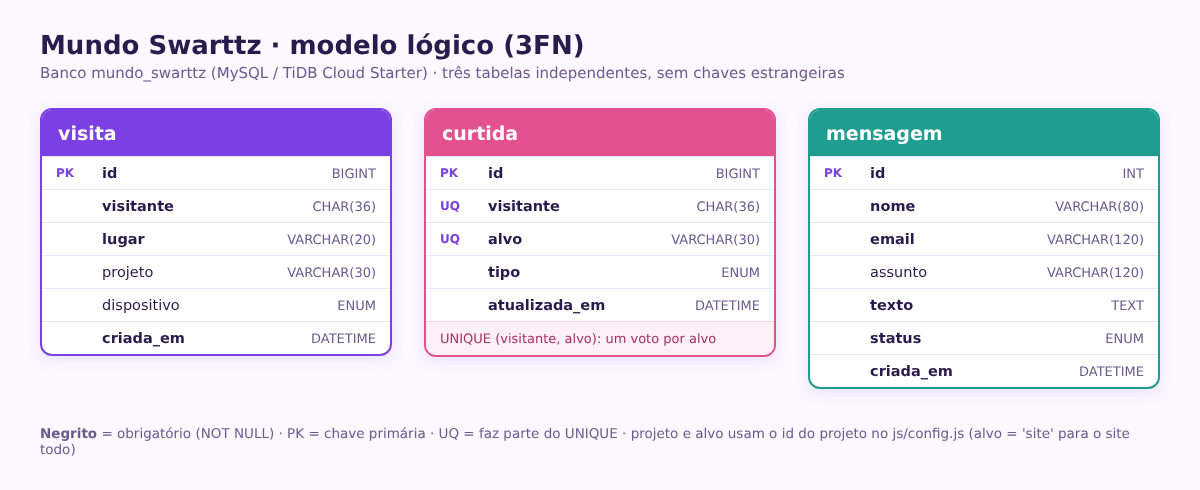 Mundo Swarttz · modelo lógico (3FN)
Banco mundo_swarttz (MySQL / TiDB Cloud Starter) · três tabelas independentes, sem chaves estrangeiras
visita
PK id BIGINT
visitante CHAR(36)
lugar VARCHAR(20)
projeto VARCHAR(30)
dispositivo ENUM
criada_em DATETIME
curtida
PK id BIGINT
UQ visitante CHAR(36)
UQ alvo VARCHAR(30)
tipo ENUM
atualizada_em DATETIME
UNIQUE (visitante, alvo): um voto por alvo
mensagem
PK id INT
nome VARCHAR(80)
email VARCHAR(120)
assunto VARCHAR(120)
texto TEXT
status ENUM
criada_em DATETIME
Negrito = obrigatório (NOT NULL) · PK = chave primária · UQ = faz parte do UNIQUE · projeto e alvo usam o id do projeto no js/config.js (alvo = 'site' para o site
todo)